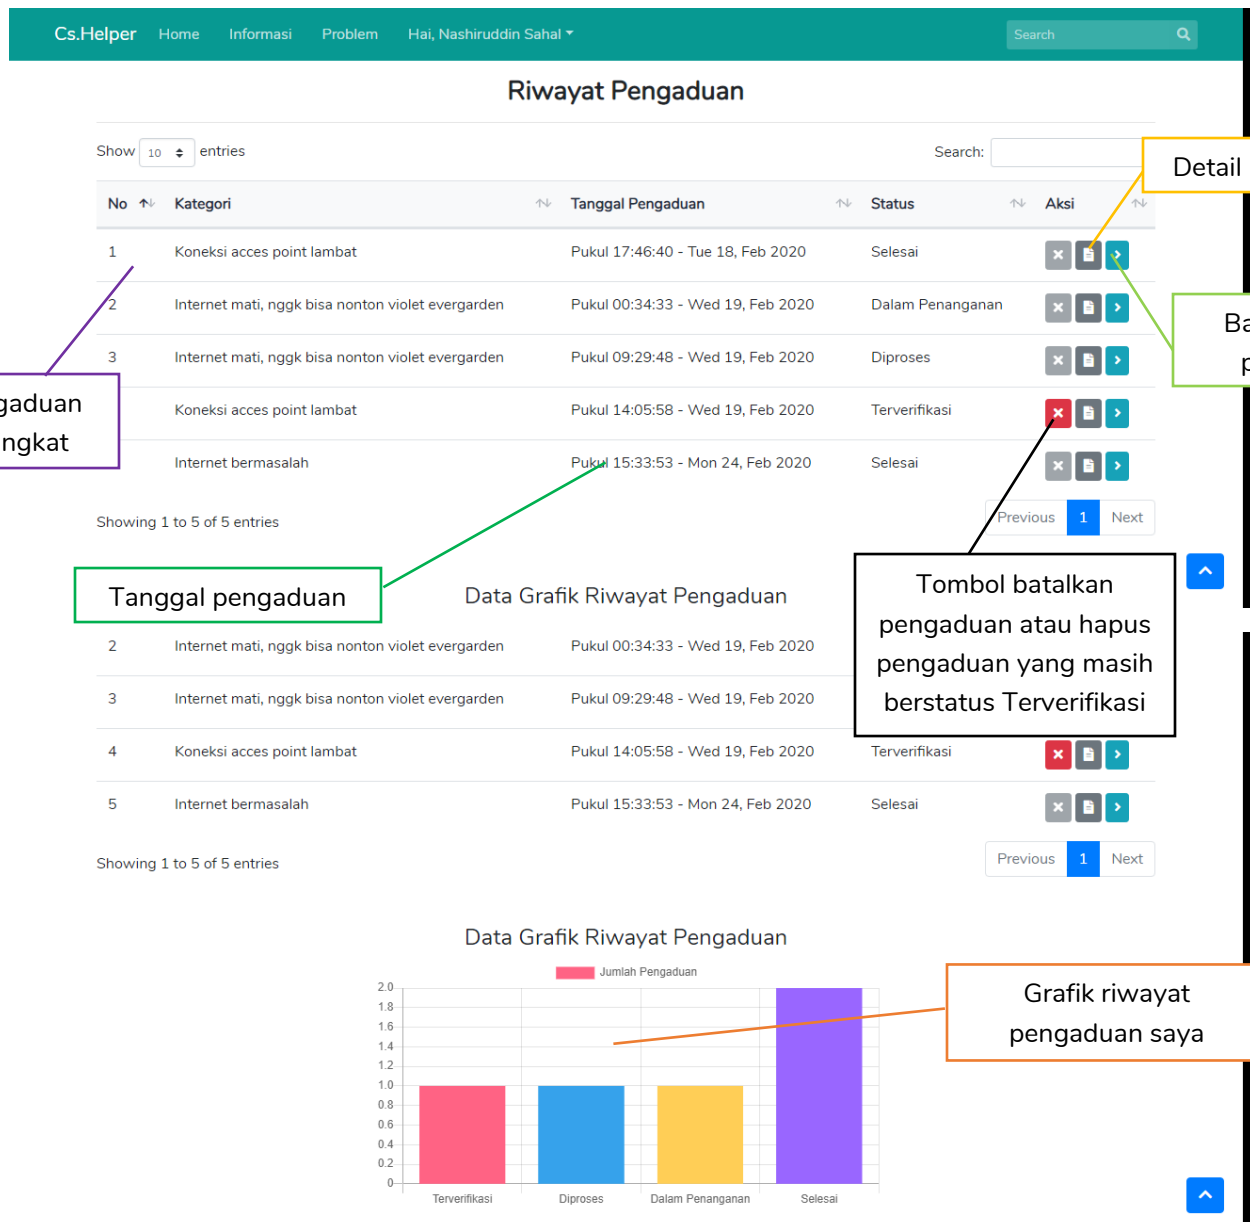 Cs.Helper Home Informasi Problem Hai, Nashiruddin Sahal Search
Riwayat Pengaduan
Show 10 entries Search:
Detail
No Kategori Tanggal Pengaduan Status Aksi
1 Koneksi acces point lambat Pukul 17:46:40 - Tue 18, Feb 2020 Selesai
2 Internet mati, nggk bisa nonton violet evergarden Pukul 00:34:33 - Wed 19, Feb 2020 Dalam Penanganan
3 Internet mati, nggk bisa nonton violet evergarden Pukul 09:29:48 - Wed 19, Feb 2020 Diproses
Koneksi acces point lambat Pukul 14:05:58 - Wed 19, Feb 2020 Terverifikasi
Internet bermasalah Pukul 15:33:53 - Mon 24, Feb 2020 Selesai
Showing 1 to 5 of 5 entries Previous 1 Next
Tanggal pengaduan
Tombol batalkan
pengaduan atau hapus
pengaduan yang masih
berstatus Terverifikasi
Data Grafik Riwayat Pengaduan
2 Internet mati, nggk bisa nonton violet evergarden Pukul 00:34:33 - Wed 19, Feb 2020
3 Internet mati, nggk bisa nonton violet evergarden Pukul 09:29:48 - Wed 19, Feb 2020
4 Koneksi acces point lambat Pukul 14:05:58 - Wed 19, Feb 2020 Terverifikasi
5 Internet bermasalah Pukul 15:33:53 - Mon 24, Feb 2020 Selesai
Showing 1 to 5 of 5 entries Previous 1 Next
Data Grafik Riwayat Pengaduan
Jumlah Pengaduan
2.0
1.8
1.6
1.4
1.2
1.0
0.8
0.6
0.4
0.2
0
Terverifikasi Diproses Dalam Penanganan Selesai
Grafik riwayat
pengaduan saya